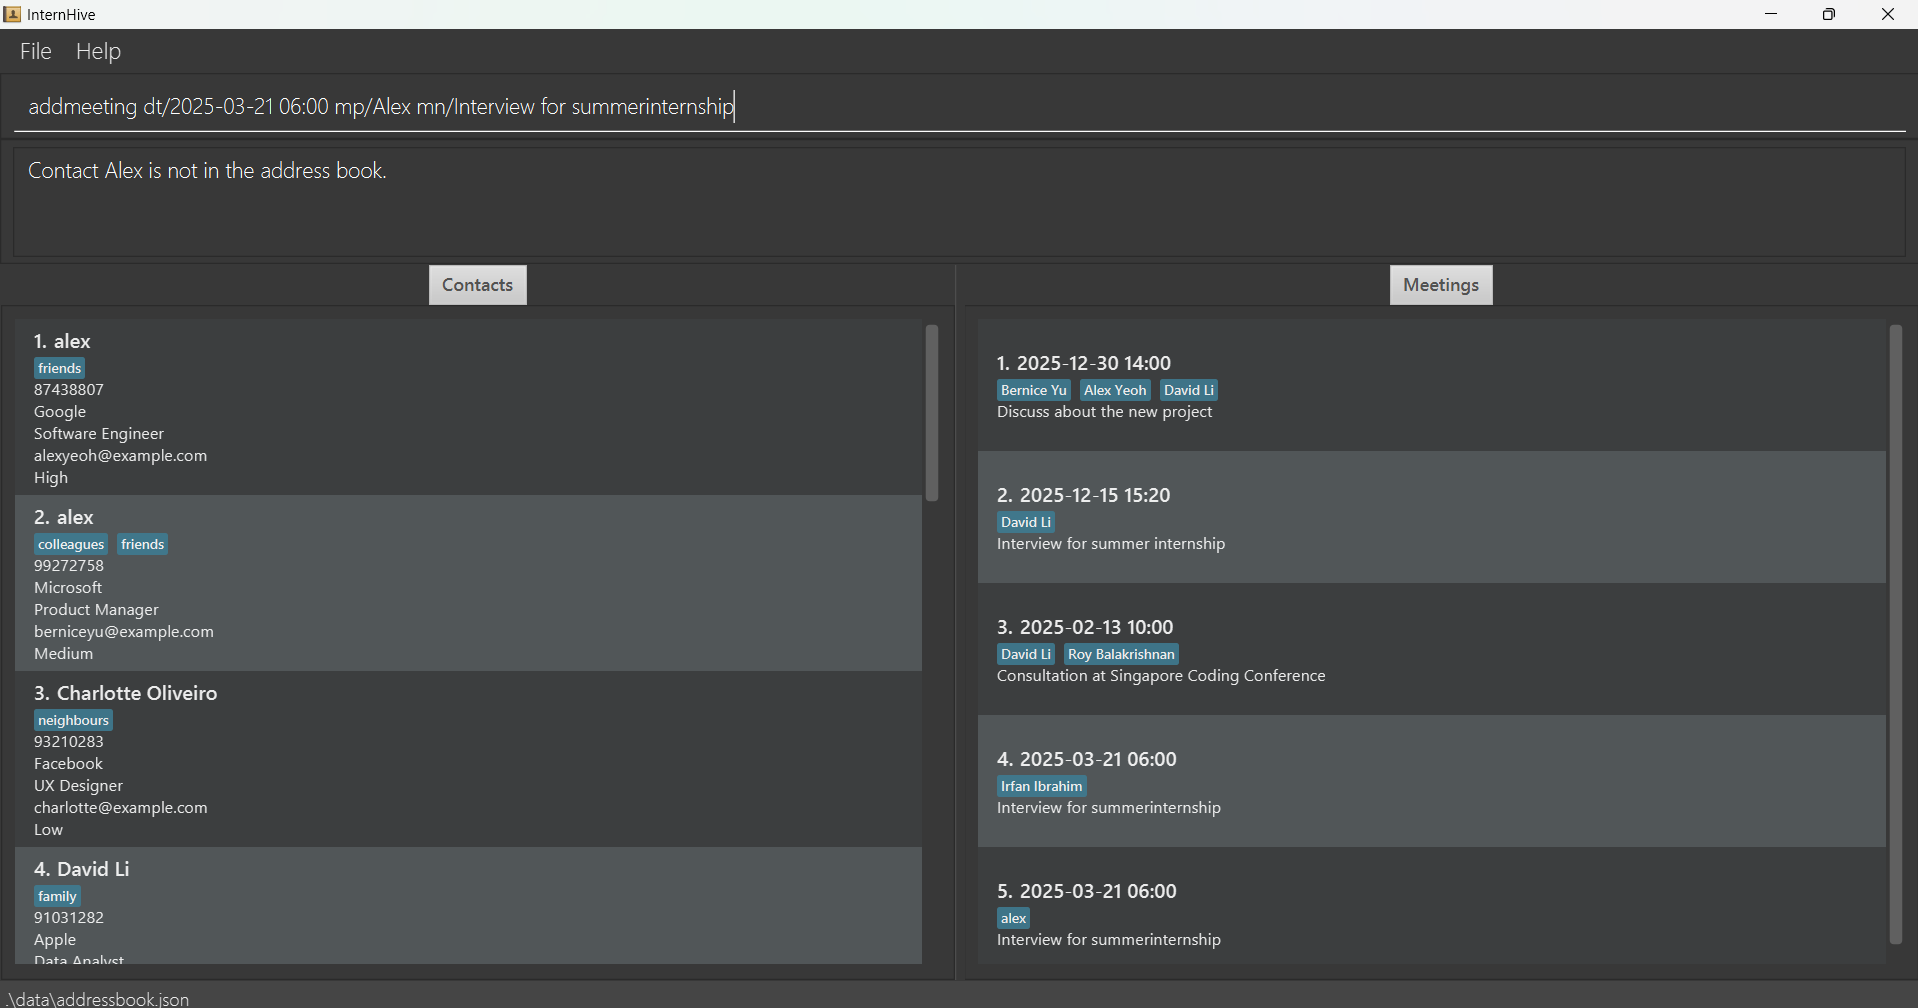 InternHive
File Help
addmeeting dt/2025-03-21 06:00 mp/Alex mn/Interview for summerinternship
Contact Alex is not in the address book.
Contacts
1. alex
friends
87438807
Google
Software Engineer
alexyeoh@example.com
High
2. alex
colleagues friends
99272758
Microsoft
Product Manager
berniceyu@example.com
Medium
3. Charlotte Oliveiro
neighbours
93210283
Facebook
UX Designer
charlotte@example.com
Low
4. David Li
family
91031282
Apple
Data Analyst
Meetings
1. 2025-12-30 14:00
Bernice Yu Alex Yeoh David Li
Discuss about the new project
2. 2025-12-15 15:20
David Li
Interview for summer internship
3. 2025-02-13 10:00
David Li Roy Balakrishnan
Consultation at Singapore Coding Conference
4. 2025-03-21 06:00
Irfan Ibrahim
Interview for summerinternship
5. 2025-03-21 06:00
alex
Interview for summerinternship
.\data\addressbook.json